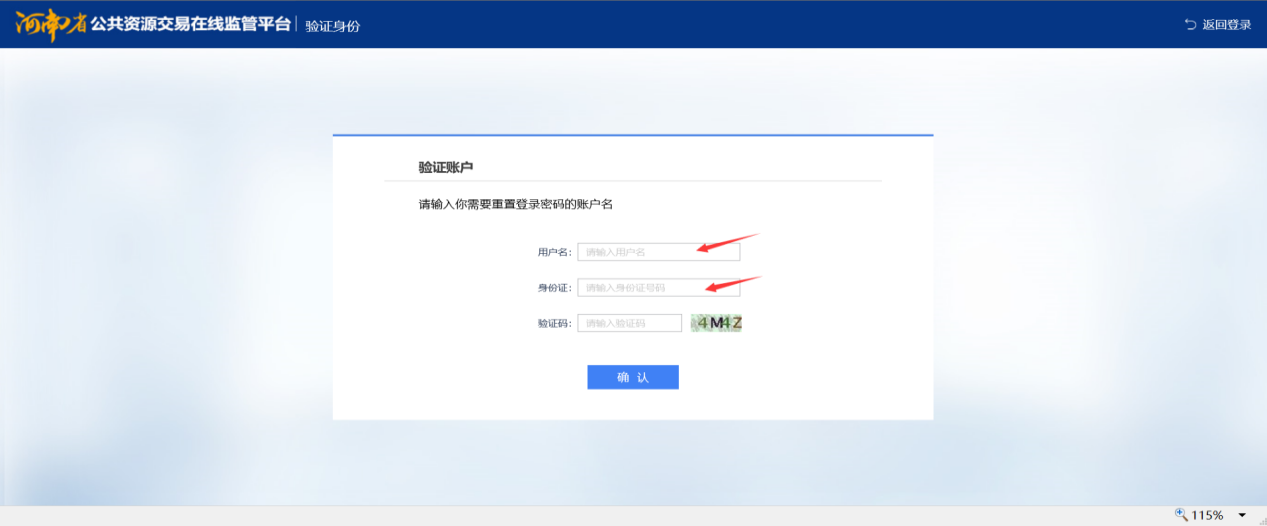 河南省公共资源交易在线监管平台 验证身份 返回登录
验证账户
请输入你需要重置登录密码的账户名
用户名: 请输入用户名
身份证: 请输入身份证号码
验证码: 请输入验证码 4M4Z
确 认
115%